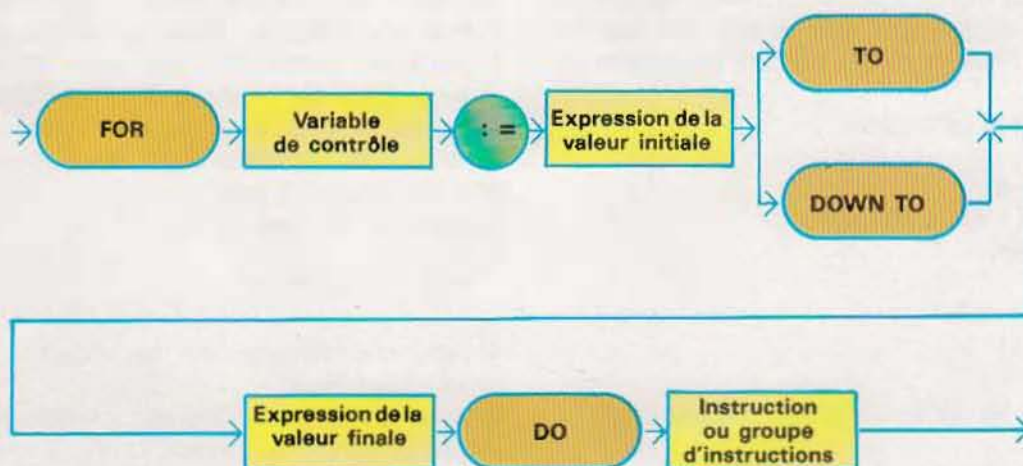 FOR
Variable
de contrôle
: =
Expression de la
valeur initiale
TO
DOWN TO
Expression de la
valeur finale
DO
Instruction
ou groupe
d'instructions